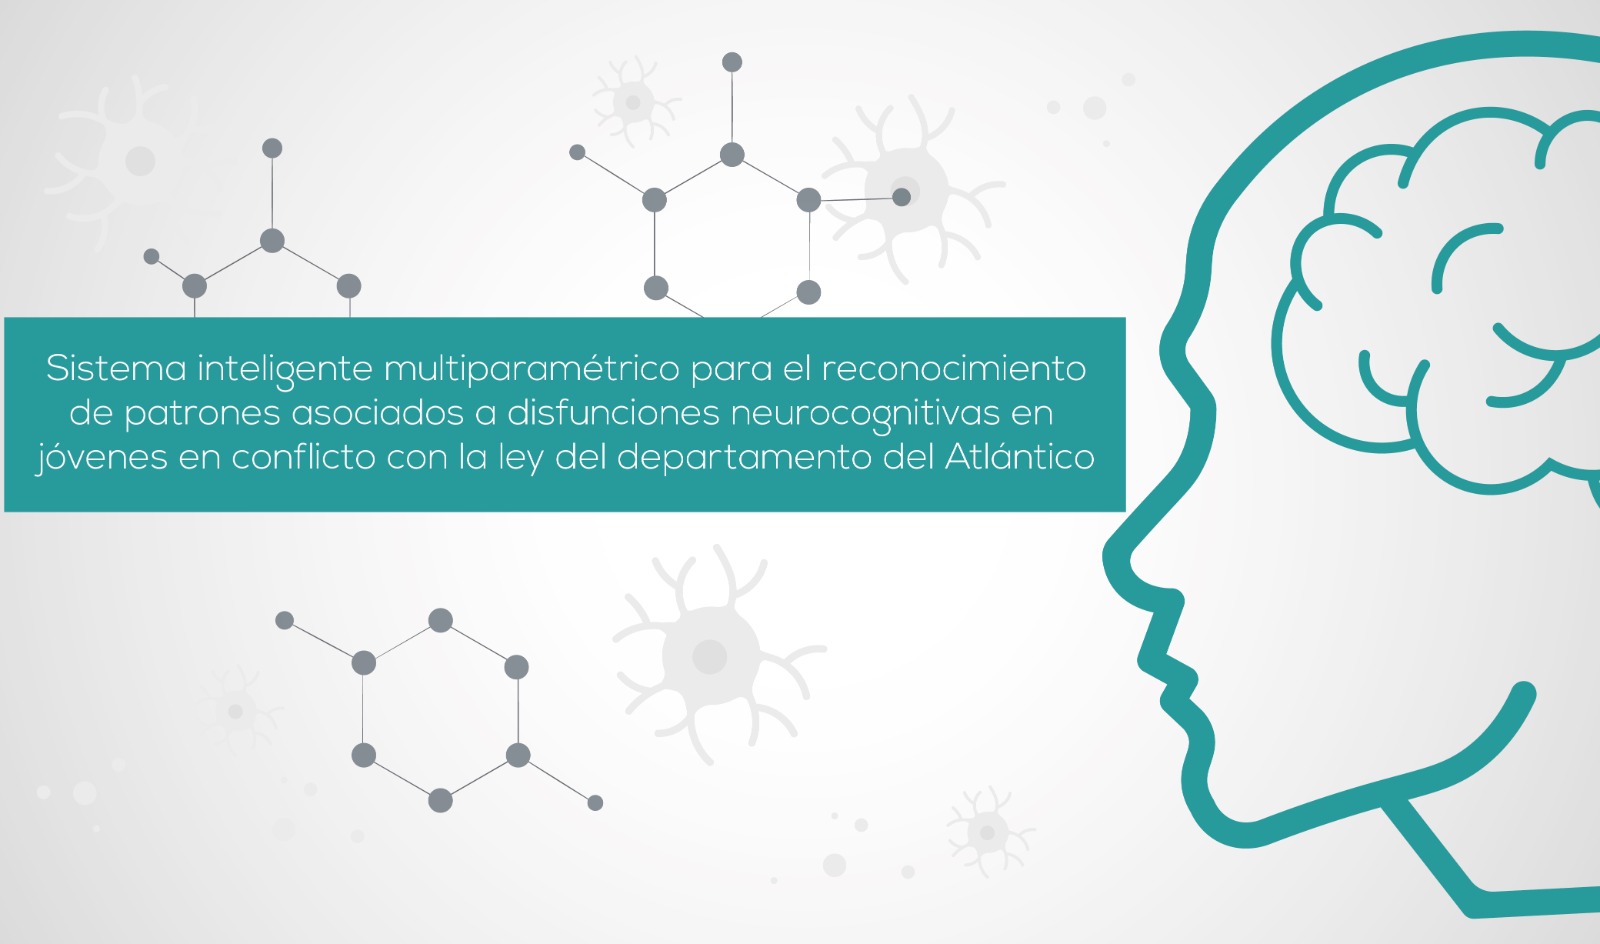 Sistema inteligente multiparamétrico para el reconocimiento
de patrones asociados a disfunciones neurocognitivas en
jóvenes en conflicto con la ley del departamento del Atlántico